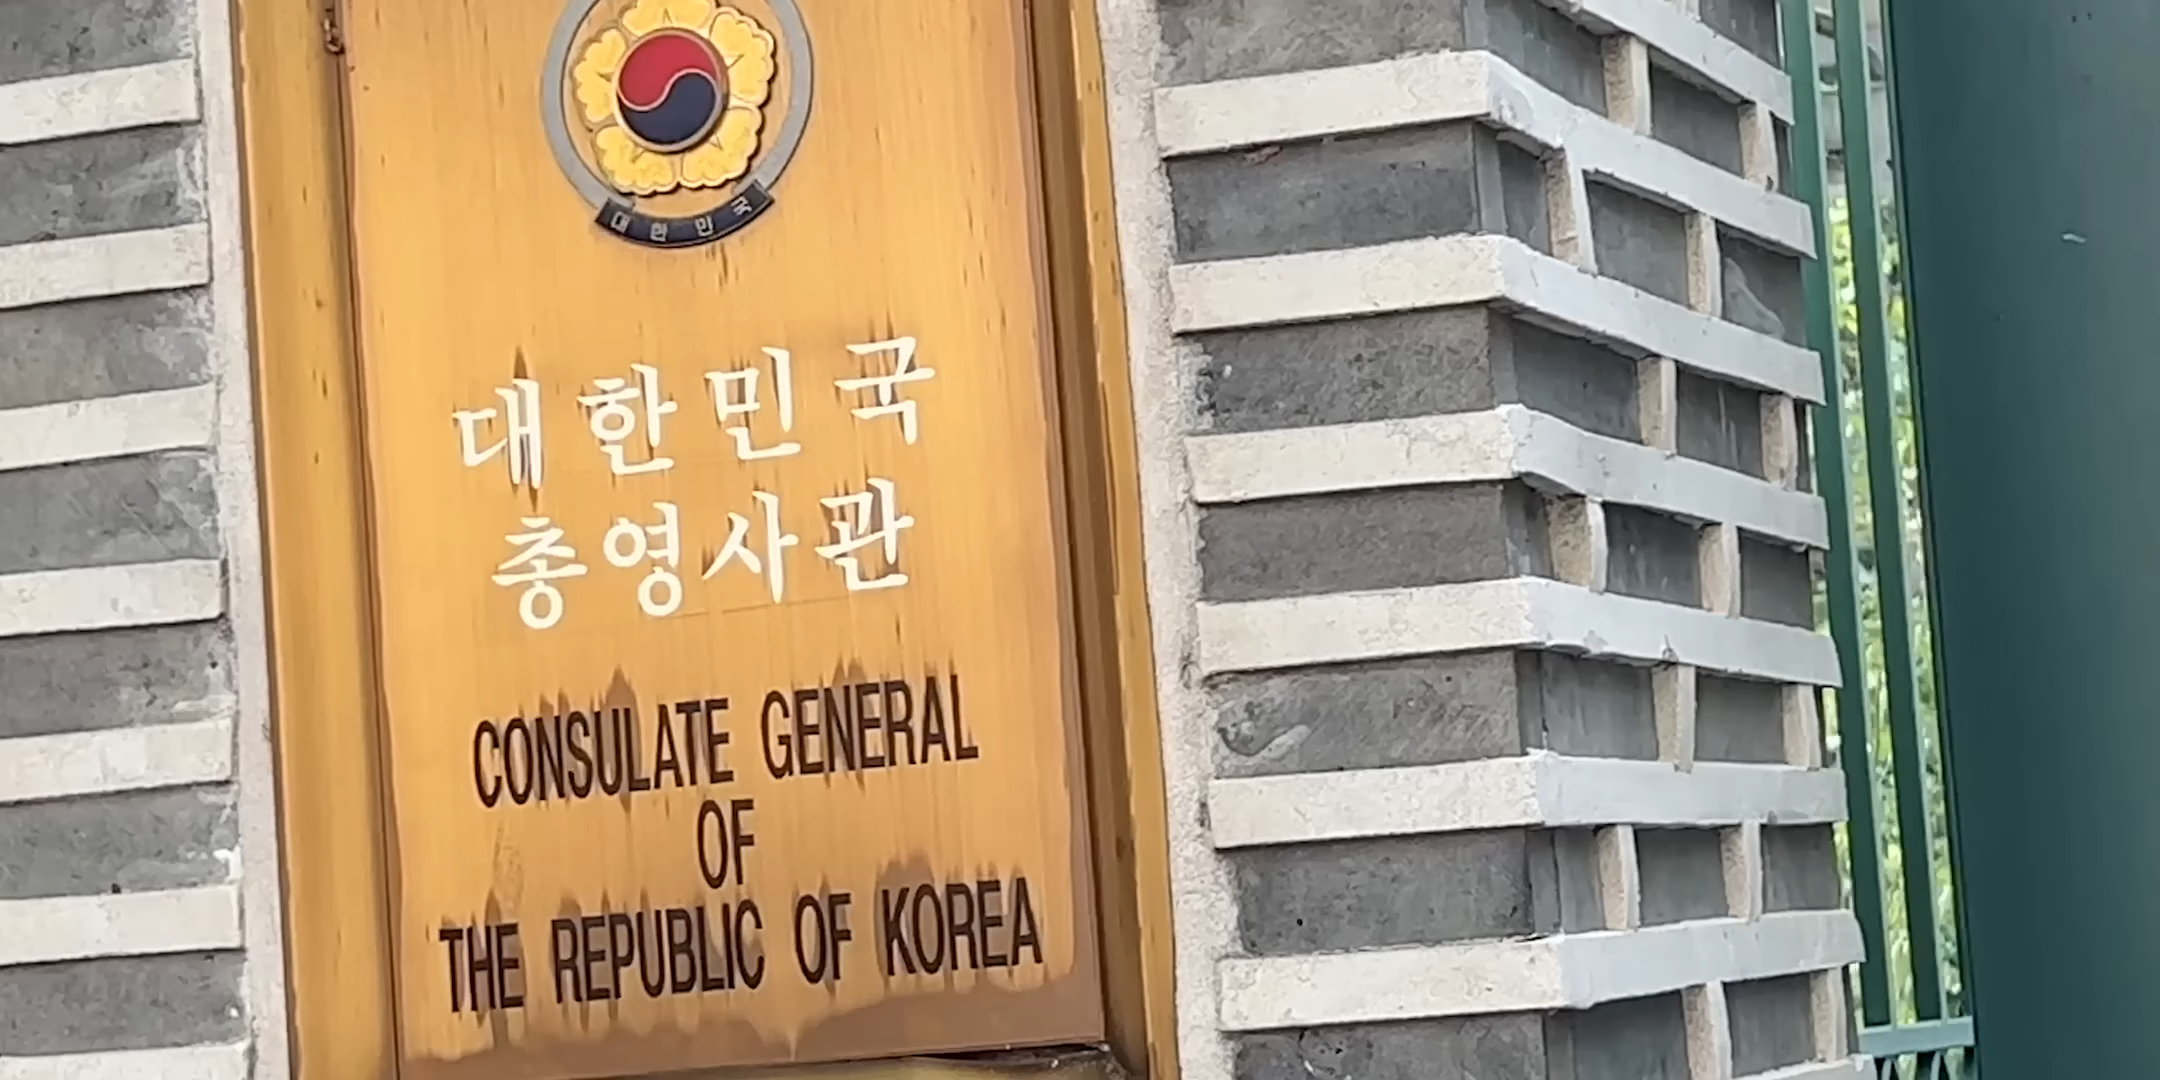 대한민국
대한민국
총영사관
CONSULATE GENERAL
OF
THE REPUBLIC OF KOREA